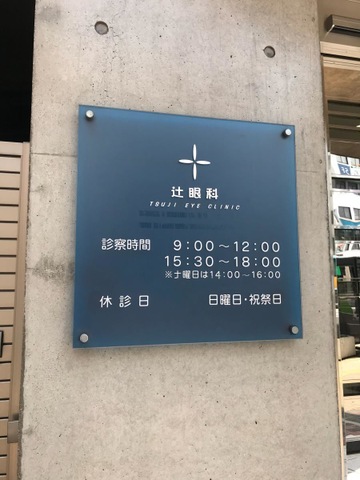 辻眼科
TSUJI EYE CLINIC
診察時間 9:00～12:00
15:30～18:00
※土曜日は14:00～16:00
休診日 日曜日・祝祭日